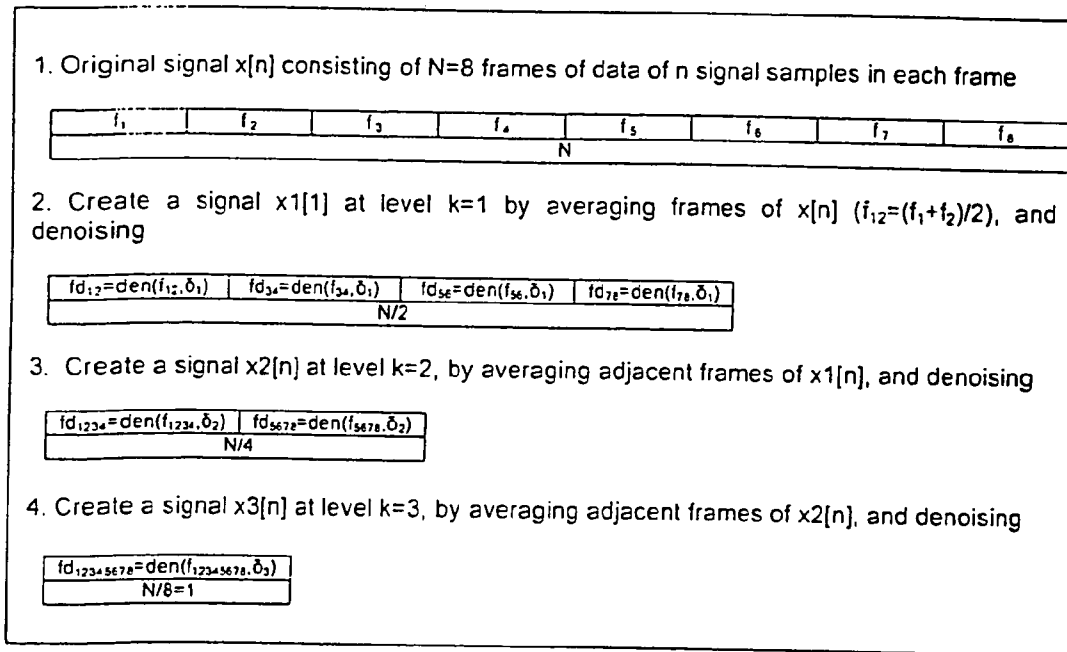 1. Original signal x[n] consisting of N=8 frames of data of n signal samples in each frame
f₁ f₂ f₃ f₄ f₅ f₆ f₇ f₈
N
2. Create a signal x1[1] at level k=1 by averaging frames of x[n] (f₁₂=(f₁+f₂)/2), and
denoising
fd₁₂=den(f₁₂,δ₁) fd₃₄=den(f₃₄,δ₁) fd₅₆=den(f₅₆,δ₁) fd₇₈=den(f₇₈,δ₁)
N/2
3. Create a signal x2[n] at level k=2, by averaging adjacent frames of x1[n], and denoising
fd₁₂₃₄=den(f₁₂₃₄,δ₂) fd₅₆₇₈=den(f₅₆₇₈,δ₂)
N/4
4. Create a signal x3[n] at level k=3, by averaging adjacent frames of x2[n], and denoising
fd₁₂₃₄₅₆₇₈=den(f₁₂₃₄₅₆₇₈,δ₃)
N/8=1